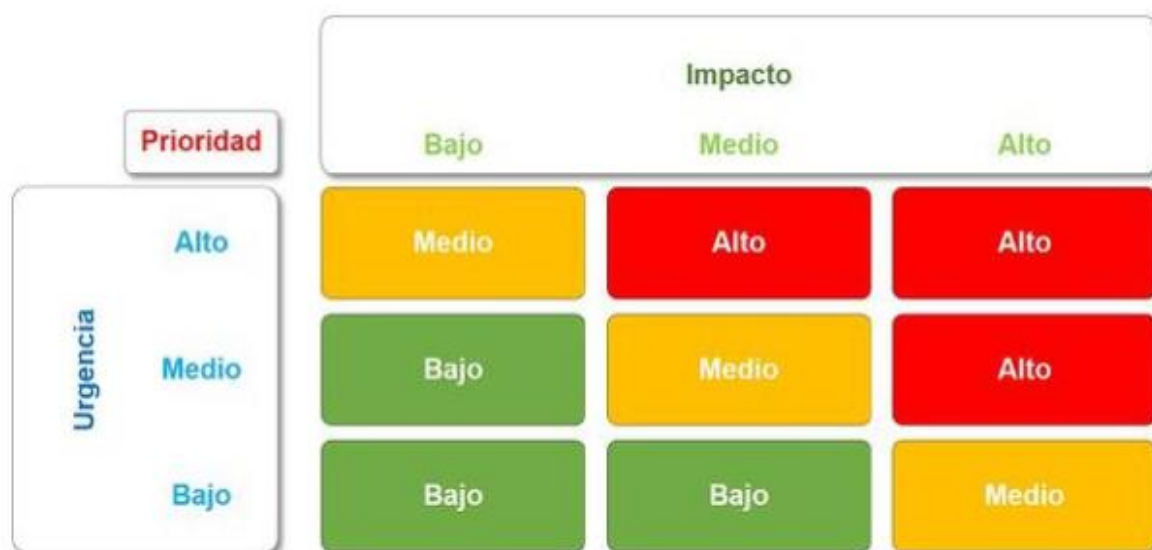 Impacto
Prioridad
Bajo Medio Alto
Urgencia
Alto Medio Alto Alto
Medio Bajo Medio Alto
Bajo Bajo Bajo Medio